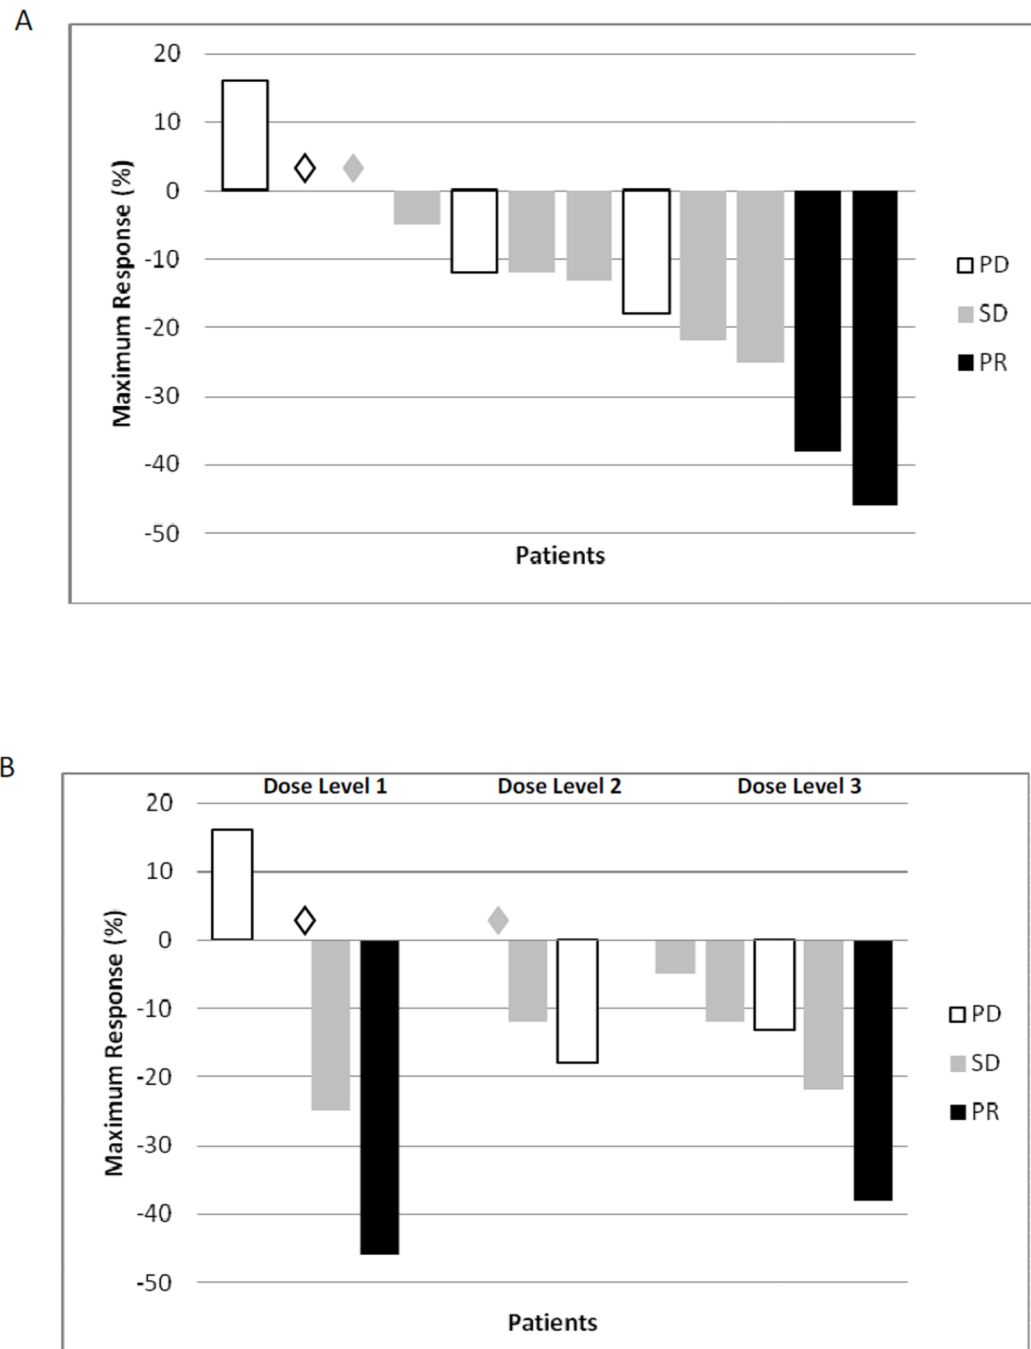 A
20
10
0
-10
-20
-30
-40
-50
Maximum Response (%)
Patients
PD
SD
PR
B
Dose Level 1 Dose Level 2 Dose Level 3
20
10
0
-10
-20
-30
-40
-50
Maximum Response (%)
Patients
PD
SD
PR